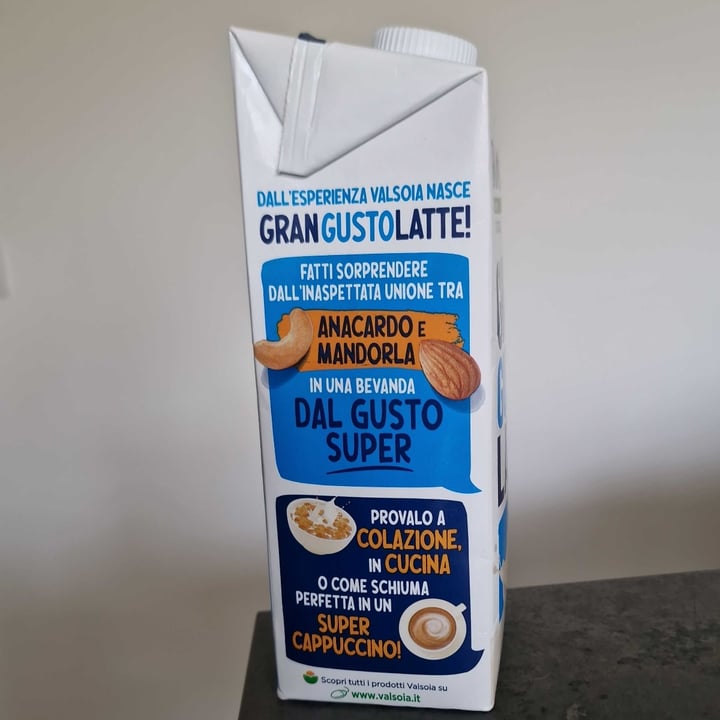 DALL'ESPERIENZA VALSOIA NASCE
GRANGUSTOLATTE!
FATTI SORPRENDERE
DALL'INASPETTATA UNIONE TRA
ANACARDO E
MANDORLA
IN UNA BEVANDA
DAL GUSTO
SUPER
PROVALO A
COLAZIONE,
IN CUCINA
O COME SCHIUMA
PERFETTA IN UN
SUPER
CAPPUCCINO!
Scopri tutti i prodotti Valsoia su
www.valsoia.it